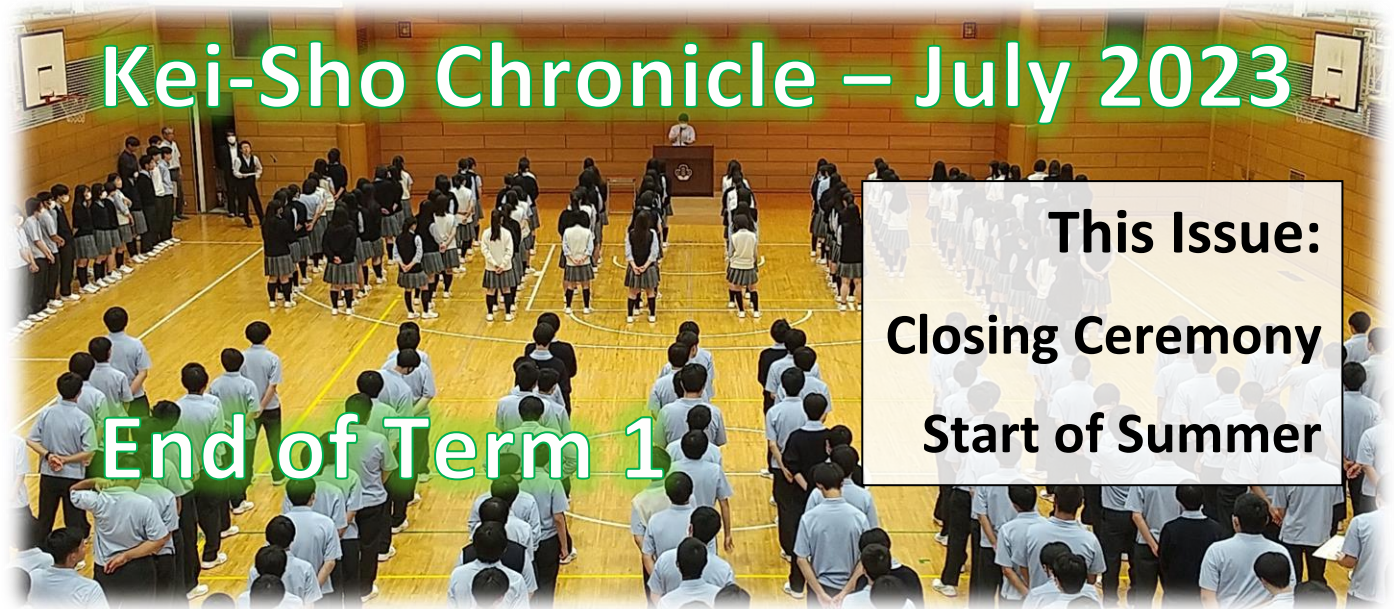 Kei-Sho Chronicle – July 2023
This Issue:
Closing Ceremony
Start of Summer
End of Term 1